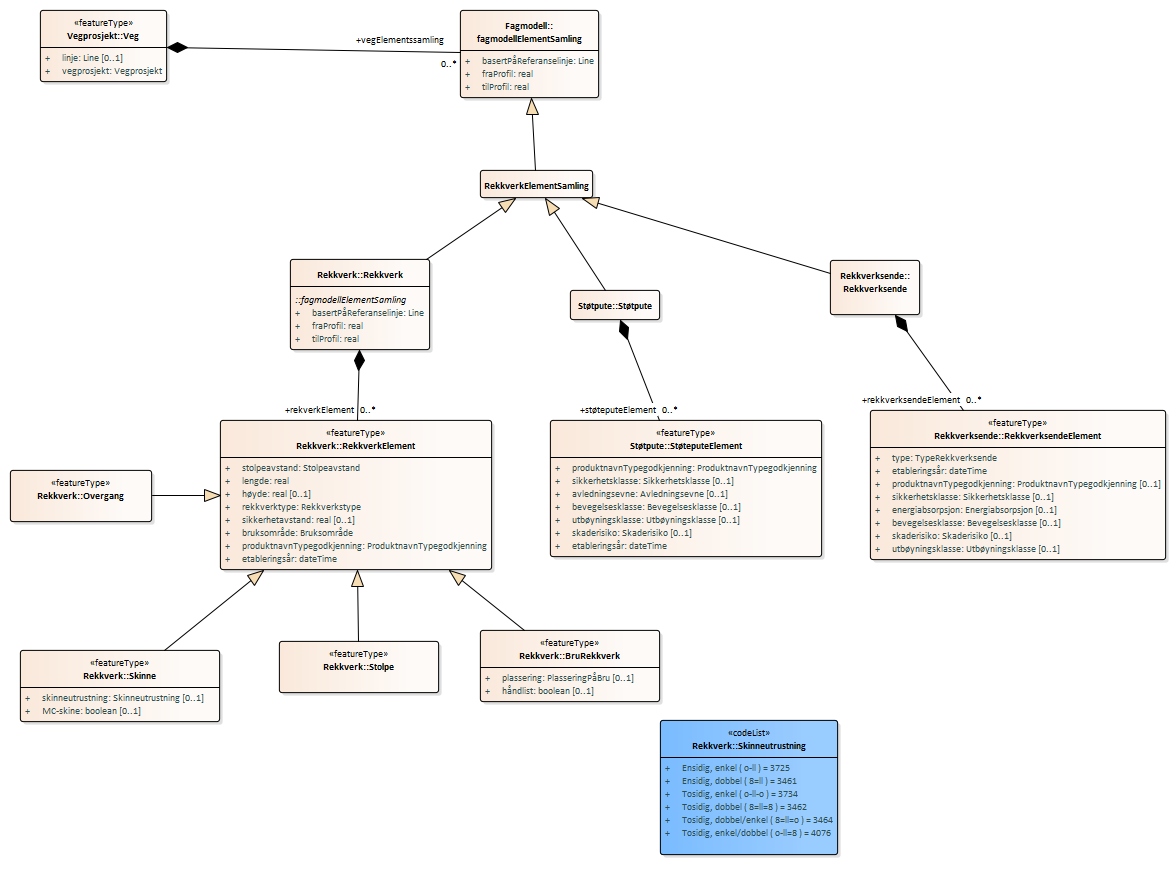 «featureType»
Vegprosjekt::Veg
+ linje: Line [0..1]
+ vegprosjekt: Vegprosjekt
+vegElementssamling
0..*
Fagmodell::
fagmodellElementSamling
+ basertPåReferanselinje: Line
+ fraProfil: real
+ tilProfil: real
RekkverkElementSamling
Rekkverk::Rekkverk
::fagmodellElementSamling
+ basertPåReferanselinje: Line
+ fraProfil: real
+ tilProfil: real
Støtpute::Støtpute
Rekkverksende::
Rekkverksende
+rekverkElement 0..*
+støteputeElement 0..*
+rekkverksendeElement 0..*
«featureType»
Rekkverk::RekkverkElement
+ stolpeavstand: Stolpeavstand
+ lengde: real
+ høyde: real [0..1]
+ rekkverktype: Rekkverkstype
+ sikkerhetavstand: real [0..1]
+ bruksområde: Bruksområde
+ produktnavnTypegodkjenning: ProduktnavnTypegodkjenning
+ etableringsår: dateTime
«featureType»
Støtpute::StøteputeElement
+ produktnavnTypegodkjenning: ProduktnavnTypegodkjenning
+ sikkerhetsklasse: Sikkerhetsklasse [0..1]
+ avledningsevne: Avledningsevne [0..1]
+ bevegelsesklasse: Bevegelsesklasse [0..1]
+ utbøyningsklasse: Utbøyningsklasse [0..1]
+ skaderisiko: Skaderisiko [0..1]
+ etableringsår: dateTime
«featureType»
Rekkverksende::RekkverksendeElement
+ type: TypeRekkverksende
+ etableringsår: dateTime
+ produktnavnTypegodkjenning: ProduktnavnTypegodkjenning [0..1]
+ sikkerhetsklasse: Sikkerhetsklasse [0..1]
+ energiabsorpsjon: Energiabsorpsjon [0..1]
+ bevegelsesklasse: Bevegelsesklasse [0..1]
+ skaderisiko: Skaderisiko [0..1]
+ utbøyningsklasse: Utbøyningsklasse [0..1]
«featureType»
Rekkverk::Overgang
«featureType»
Rekkverk::Skinne
+ skinneutrustning: Skinneutrustning [0..1]
+ MC-skine: boolean [0..1]
«featureType»
Rekkverk::Stolpe
«featureType»
Rekkverk::BruRekkverk
+ plassering: PlasseringPåBru [0..1]
+ håndlist: boolean [0..1]
«codeList»
Rekkverk::Skinneutrustning
+ Ensidig, enkel ( o-ll ) = 3725
+ Ensidig, dobbel ( 8=ll ) = 3461
+ Tosidig, enkel ( o-ll-o ) = 3734
+ Tosidig, dobbel ( 8=ll=8 ) = 3462
+ Tosidig, dobbel/enkel ( 8=ll=o ) = 3464
+ Tosidig, enkel/dobbel ( o-ll=8 ) = 4076